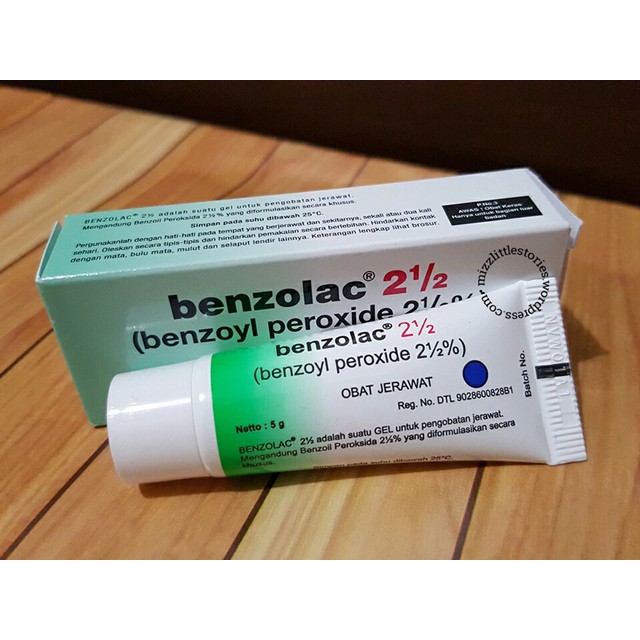 BENZOLAC® 2½ adalah suatu gel untuk pengobatan jerawat.
Mengandung Benzoil Peroksida 2½% yang diformulasikan secara khusus.
Simpan pada suhu dibawah 25°C.
Pergunakanlah dengan hati-hati pada tempat yang berjerawat dan sekitarnya, sekali atau dua kali
sehari. Oleskan secara tipis-tipis dan hindarkan pemakaian secara berlebihan. Hindarkan kontak
dengan mata, bulu mata, mulut dan selaput lendir lainnya. Keterangan lengkap lihat brosur.
P.No.3
AWAS ! Obat Keras
Hanya untuk bagian luar
badan
benzolac® 2½
(benzoyl peroxide 2½%
mizzlittlestories.wordpress.com
benzolac® 2½
(benzoyl peroxide 2½%)
OBAT JERAWAT
Reg. No. DTL 9028600828B1
Batch No.
Netto : 5 g
BENZOLAC® 2½ adalah suatu GEL untuk pengobatan jerawat.
Mengandung Benzoil Peroksida 2½% yang diformulasikan secara
khusus.
Simpan pada suhu dibawah 25°C.